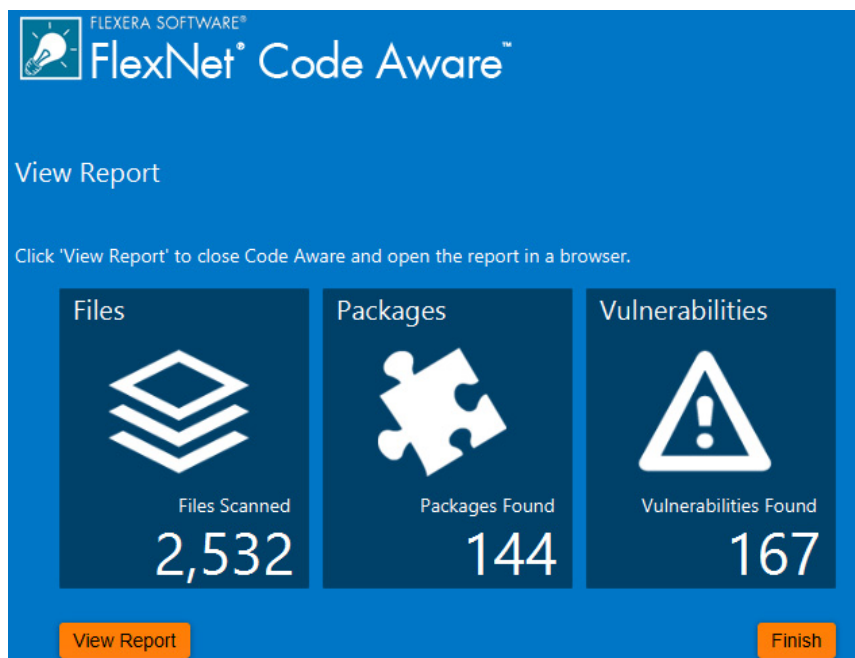 FLEXERA SOFTWARE®
FlexNet® Code Aware™
View Report
Click 'View Report' to close Code Aware and open the report in a browser.
Files
Files Scanned
2,532
Packages
Packages Found
144
Vulnerabilities
Vulnerabilities Found
167
View Report
Finish